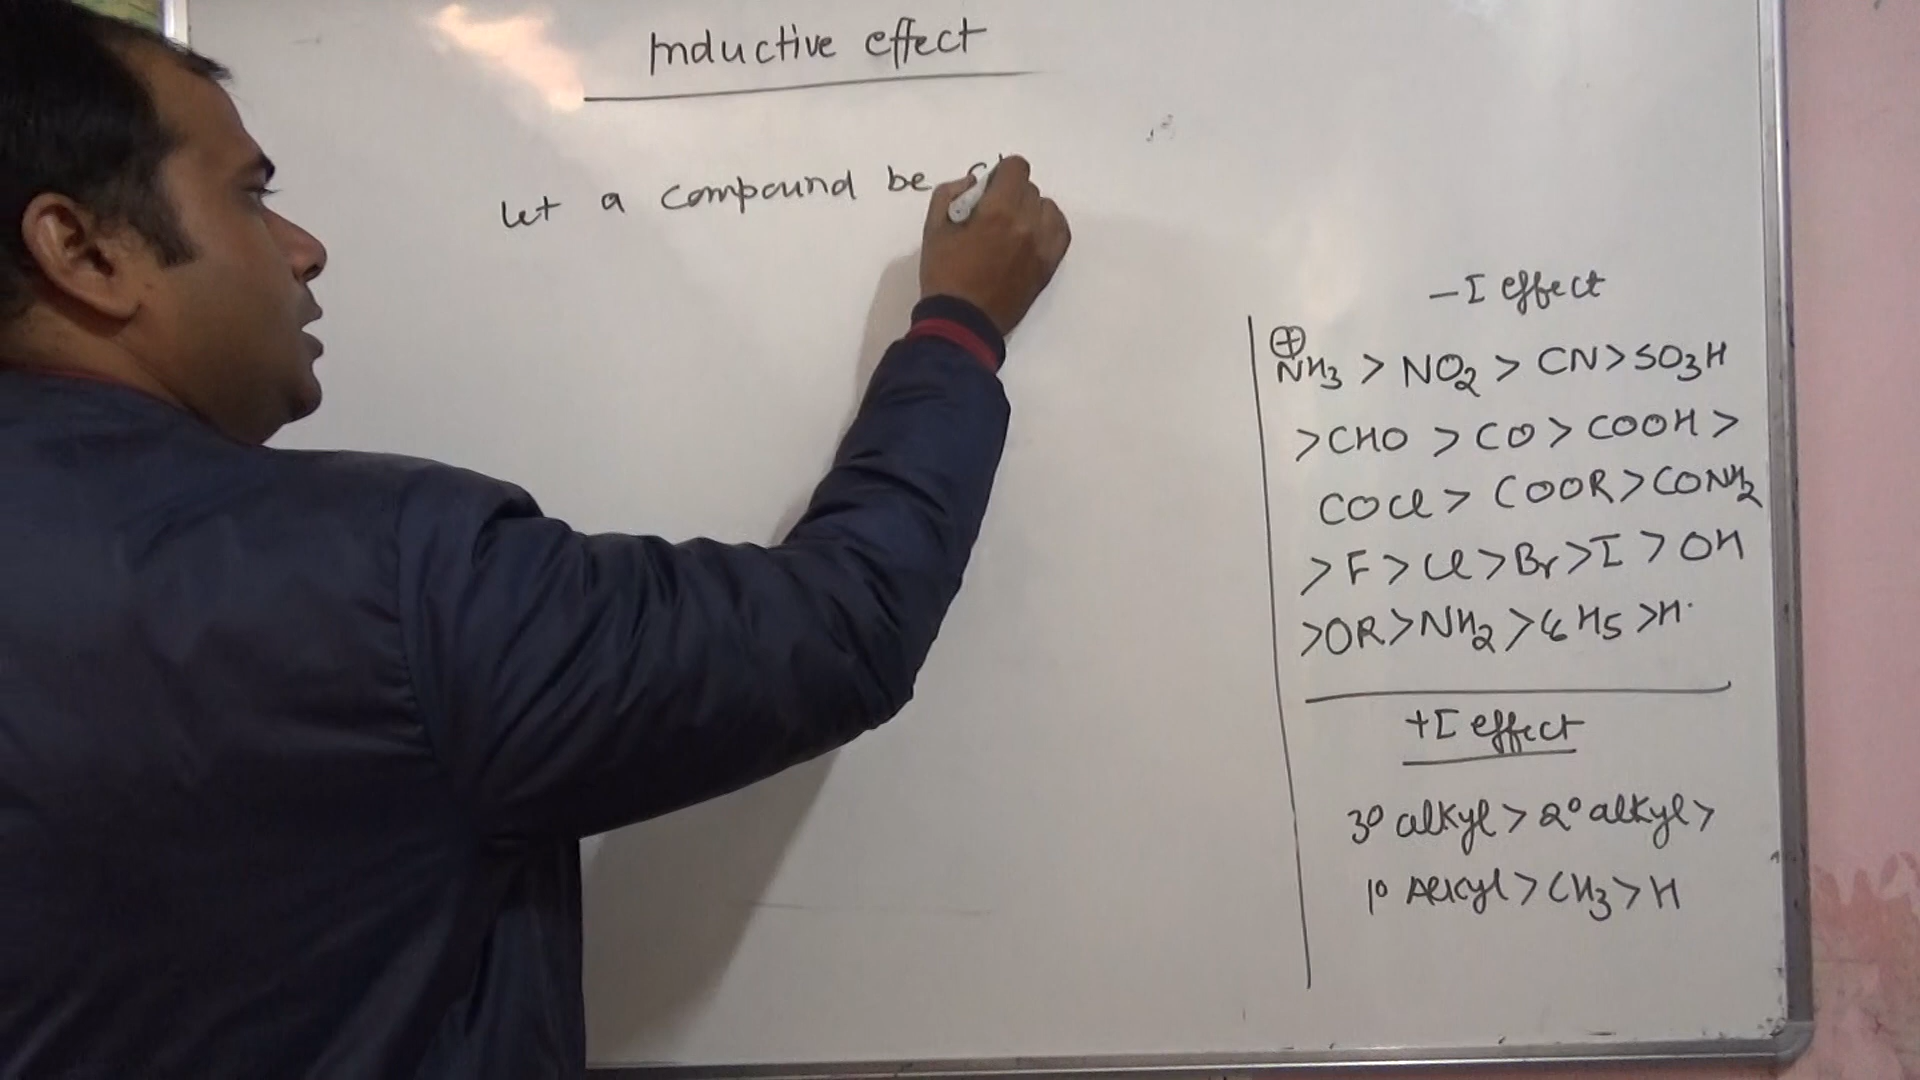 Inductive effect
Let a compound be
-I effect
⊕
NH3 > NO2 > CN > SO3H
> CHO > CO > COOH >
COCl > COOR > CONH2
> F > Cl > Br > I > OH
> OR > NH2 > C6H5 > H
+I effect
3° alkyl > 2° alkyl >
1° Alkyl > CH3 > H